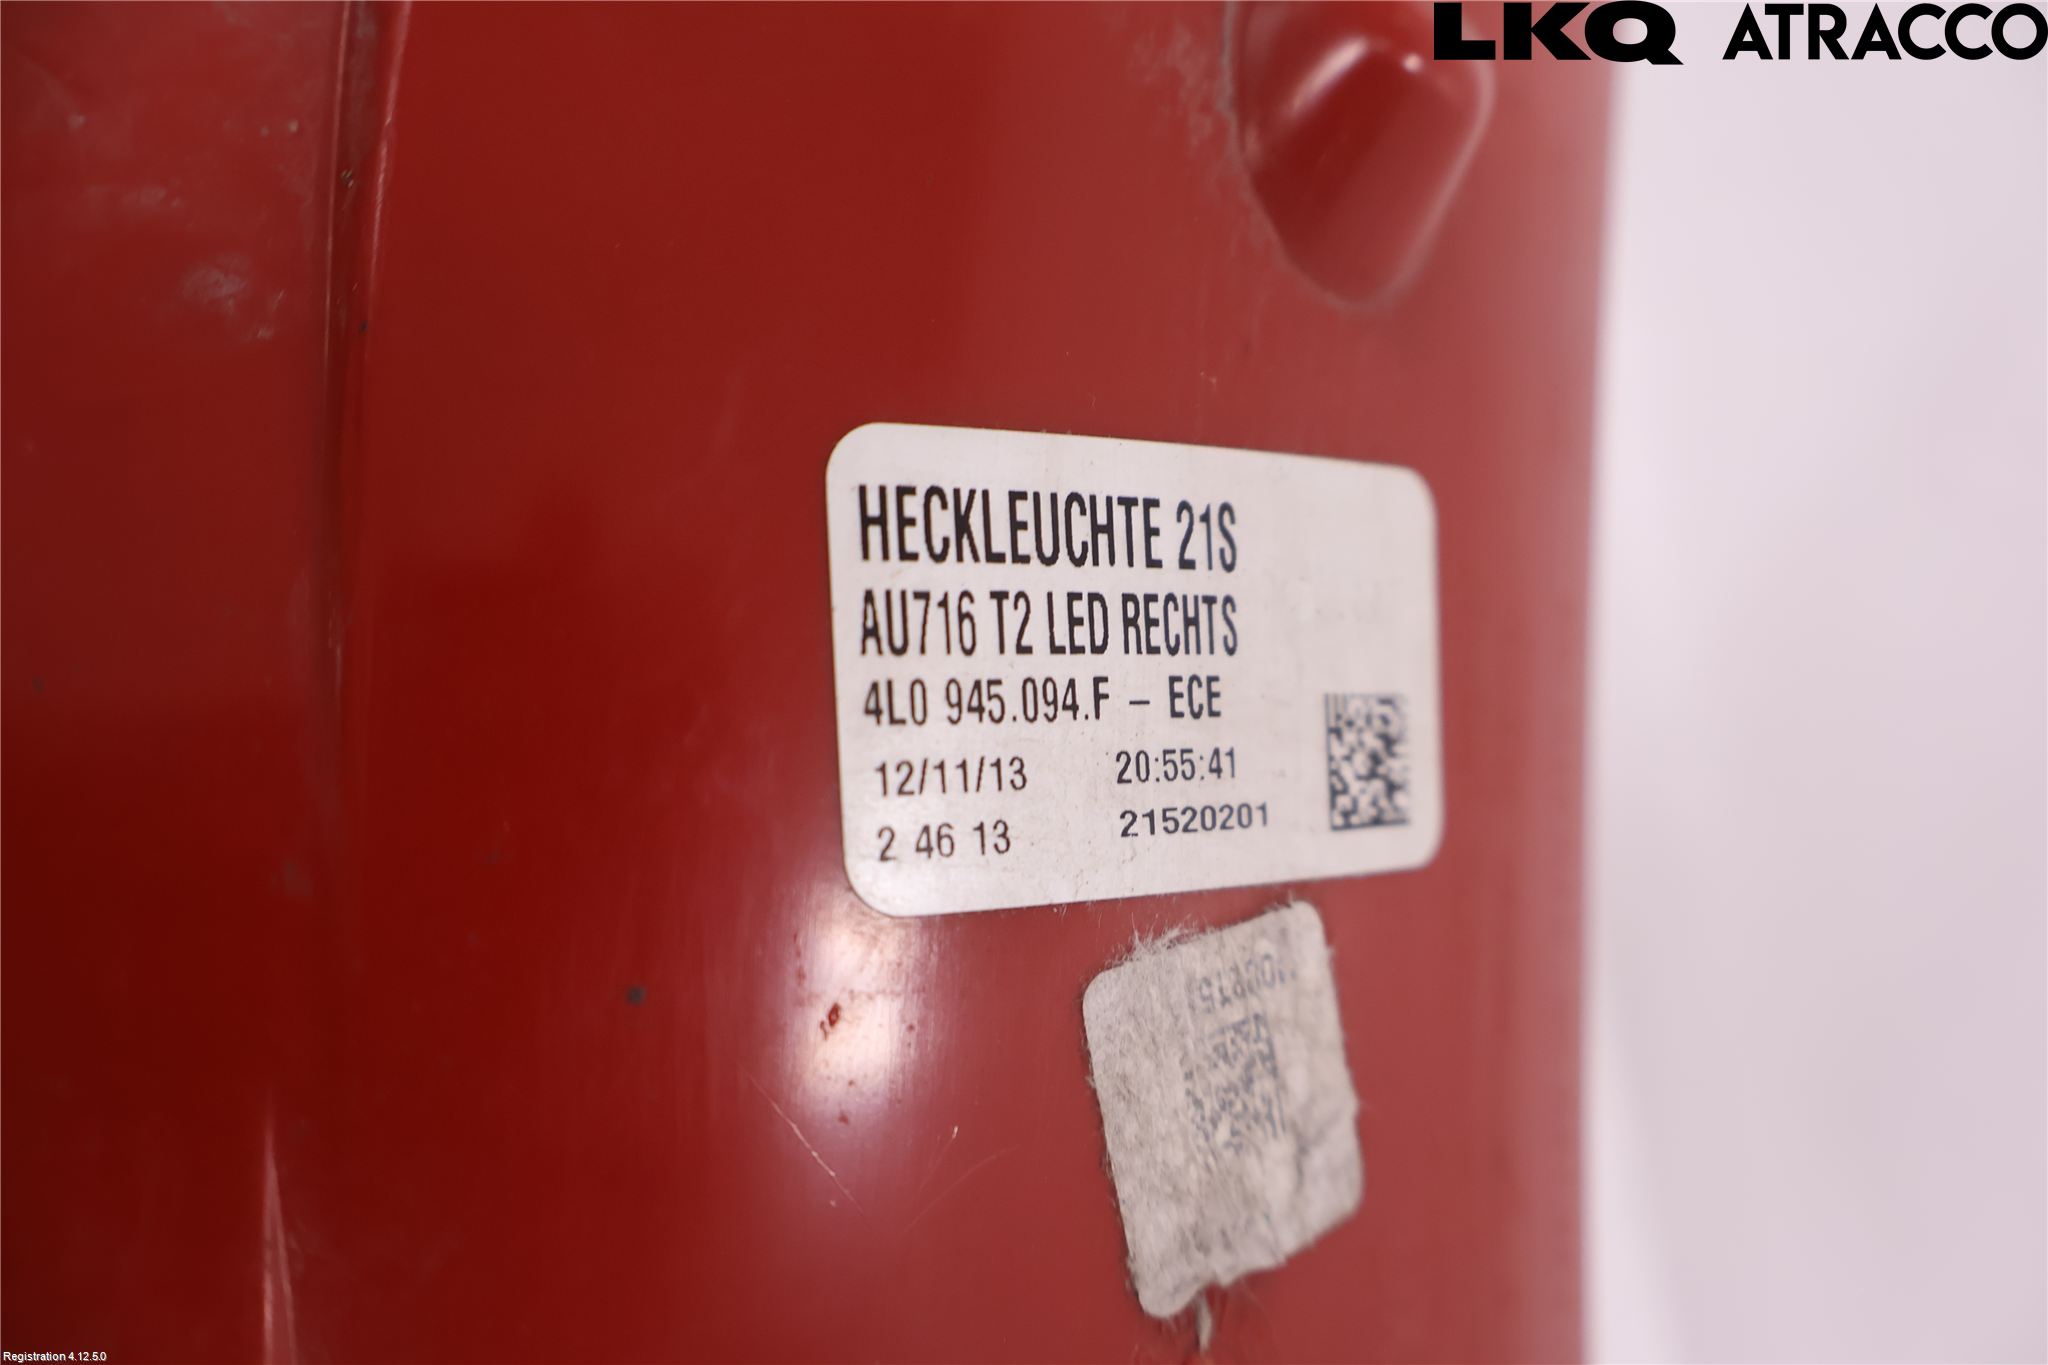 LKQ ATRACCO
HECKLEUCHTE 21S
AU716 T2 LED RECHTS
4L0 945.094.F – ECE
12/11/13 20:55:41
2 46 13 21520201
Registration 4.12.5.0